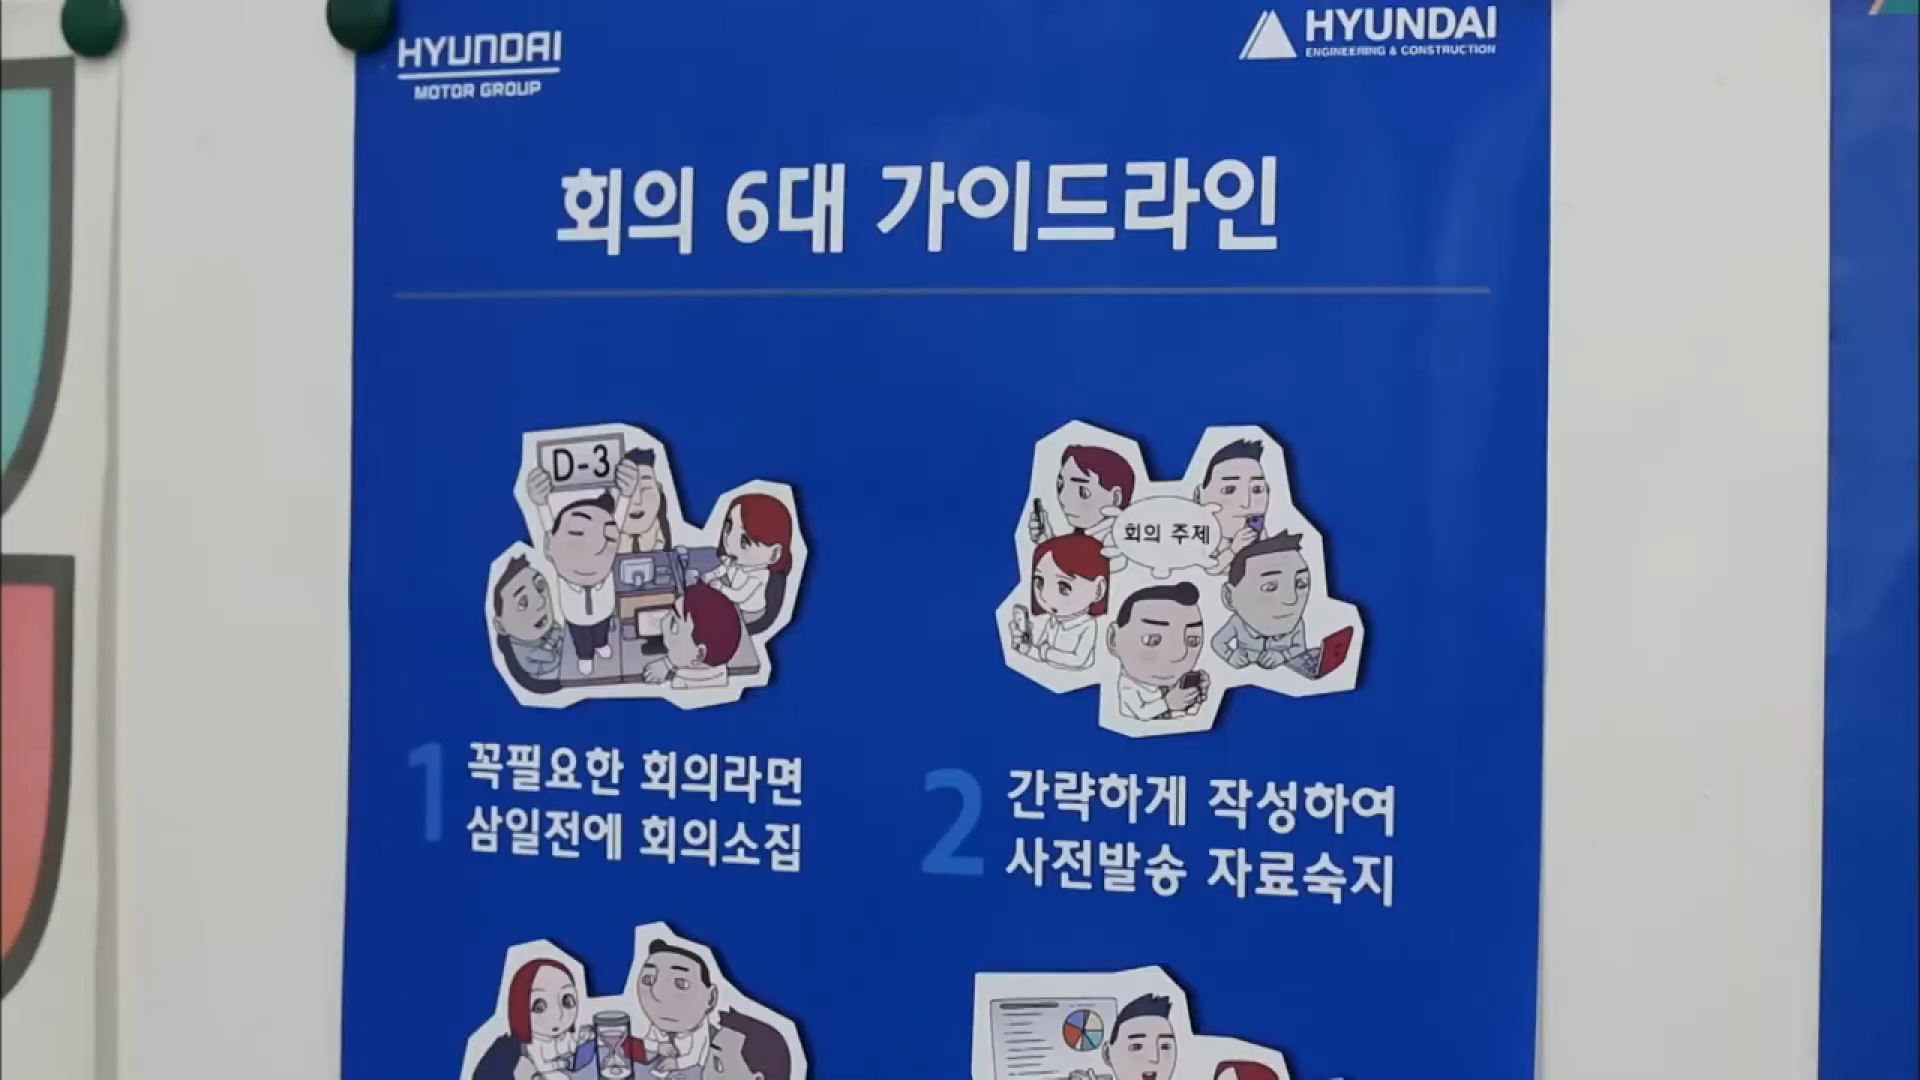 HYUNDAI
MOTOR GROUP
HYUNDAI
ENGINEERING & CONSTRUCTION
회의 6대 가이드라인
D-3
회의 주제
1 꼭필요한 회의라면
삼일전에 회의소집
2 간략하게 작성하여
사전발송 자료숙지